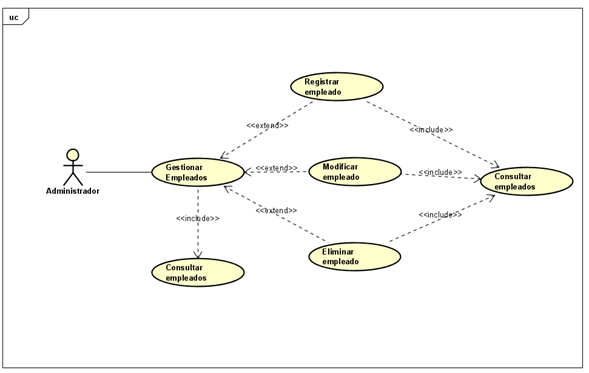 uc
Registrar
empleado
<<extend>>
<<include>>
Gestionar
Empleados
<<extend>>
Modificar
empleado
<<include>>
Consultar
empleados
Administrador
<<include>>
<<extend>>
<<include>>
Eliminar
empleado
Consultar
empleados